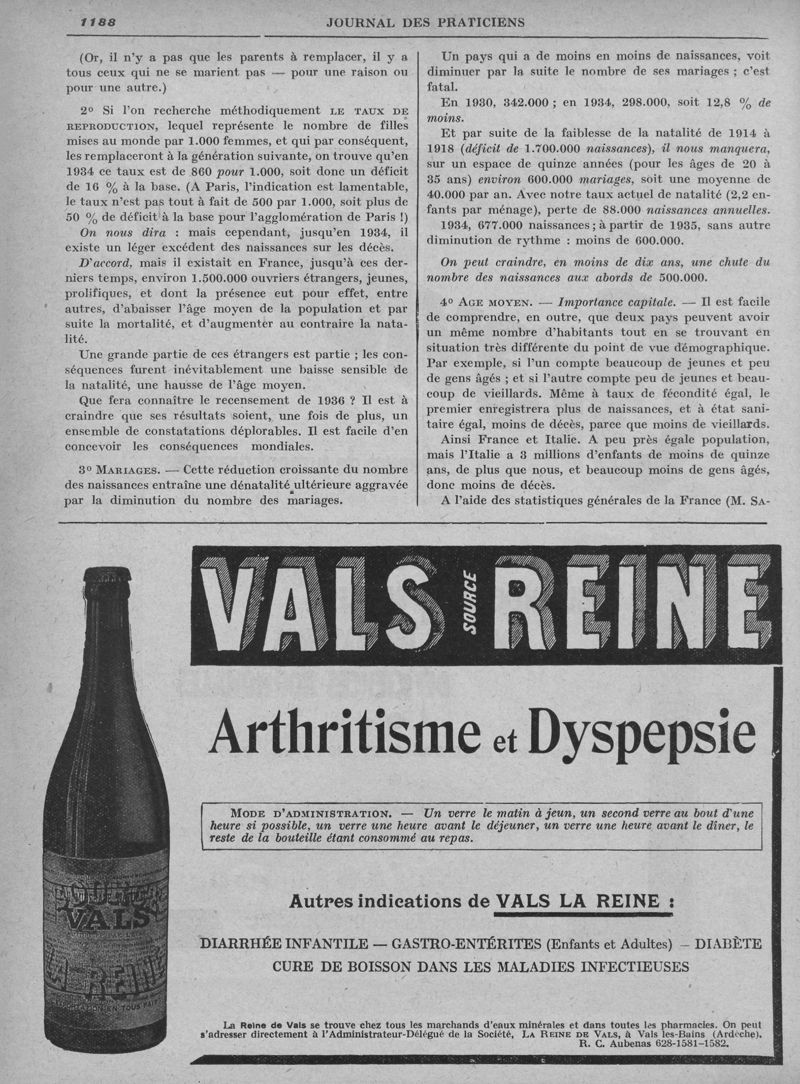 1188
JOURNAL DES PRATICIENS
(Or, il n'y a pas que les parents à remplacer, il y a
tous ceux qui ne se marient pas — pour une raison ou
pour une autre.)
2º Si l'on recherche méthodiquement LE TAUX DE
REPRODUCTION, lequel représente le nombre de filles
mises au monde par 1.000 femmes, et qui par conséquent,
les remplaceront à la génération suivante, on trouve qu'en
1934 ce taux est de 860 pour 1.000, soit donc un déficit
de 16 % à la base. (A Paris, l'indication est lamentable,
le taux n'est pas tout à fait de 500 par 1.000, soit plus de
50 % de déficit à la base pour l'agglomération de Paris !)
On nous dira : mais cependant, jusqu'en 1934, il
existe un léger excédent des naissances sur les décès.
D'accord, mais il existait en France, jusqu'à ces der-
niers temps, environ 1.500.000 ouvriers étrangers, jeunes,
prolifiques, et dont la présence eut pour effet, entre
autres, d'abaisser l'âge moyen de la population et par
suite la mortalité, et d'augmenter au contraire la nata-
lité.
Une grande partie de ces étrangers est partie ; les con-
séquences furent inévitablement une baisse sensible de
la natalité, une hausse de l'âge moyen.
Que fera connaître le recensement de 1936 ? Il est à
craindre que ses résultats soient, une fois de plus, un
ensemble de constatations déplorables. Il est facile d'en
concevoir les conséquences mondiales.
3º MARIAGES. — Cette réduction croissante du nombre
des naissances entraîne une dénatalité ultérieure aggravée
par la diminution du nombre des mariages.
Un pays qui a de moins en moins de naissances, voit
diminuer par la suite le nombre de ses mariages ; c'est
fatal.
En 1930, 342.000 ; en 1934, 298.000, soit 12,8 % de
moins.
Et par suite de la faiblesse de la natalité de 1914 à
1918 (déficit de 1.700.000 naissances), il nous manquera,
sur un espace de quinze années (pour les âges de 20 à
35 ans) environ 600.000 mariages, soit une moyenne de
40.000 par an. Avec notre taux actuel de natalité (2,2 en-
fants par ménage), perte de 88.000 naissances annuelles.
1934, 677.000 naissances ; à partir de 1935, sans autre
diminution de rythme : moins de 600.000.
On peut craindre, en moins de dix ans, une chute du
nombre des naissances aux abords de 500.000.
4º AGE MOYEN. — Importance capitale. — Il est facile
de comprendre, en outre, que deux pays peuvent avoir
un même nombre d'habitants tout en se trouvant en
situation très différente du point de vue démographique.
Par exemple, si l'un compte beaucoup de jeunes et peu
de gens âgés ; et si l'autre compte peu de jeunes et beau-
coup de vieillards. Même à taux de fécondité égal, le
premier enregistrera plus de naissances, et à état sani-
taire égal, moins de décès, parce que moins de vieillards.
Ainsi France et Italie. A peu près égale population,
mais l'Italie a 3 millions d'enfants de moins de quinze
ans, de plus que nous, et beaucoup moins de gens âgés,
donc moins de décès.
A l'aide des statistiques générales de la France (M. SA-
VALS SOURCE REINE
Arthritisme et Dyspepsie
MODE D'ADMINISTRATION. — Un verre le matin à jeun, un second verre au bout d'une
heure si possible, un verre une heure avant le déjeuner, un verre une heure avant le dîner, le
reste de la bouteille étant consommé au repas.
VALS
LA REINE
Autres indications de VALS LA REINE :
DIARRHÉE INFANTILE — GASTRO-ENTÉRITES (Enfants et Adultes) — DIABÈTE
CURE DE BOISSON DANS LES MALADIES INFECTIEUSES
La Reine de Vals se trouve chez tous les marchands d'eaux minérales et dans toutes les pharmacies. On peut
s'adresser directement à l'Administrateur-Délégué de la Société, LA REINE DE VALS, à Vals les-Bains (Ardèche).
R. C. Aubenas 628-1581-1582.